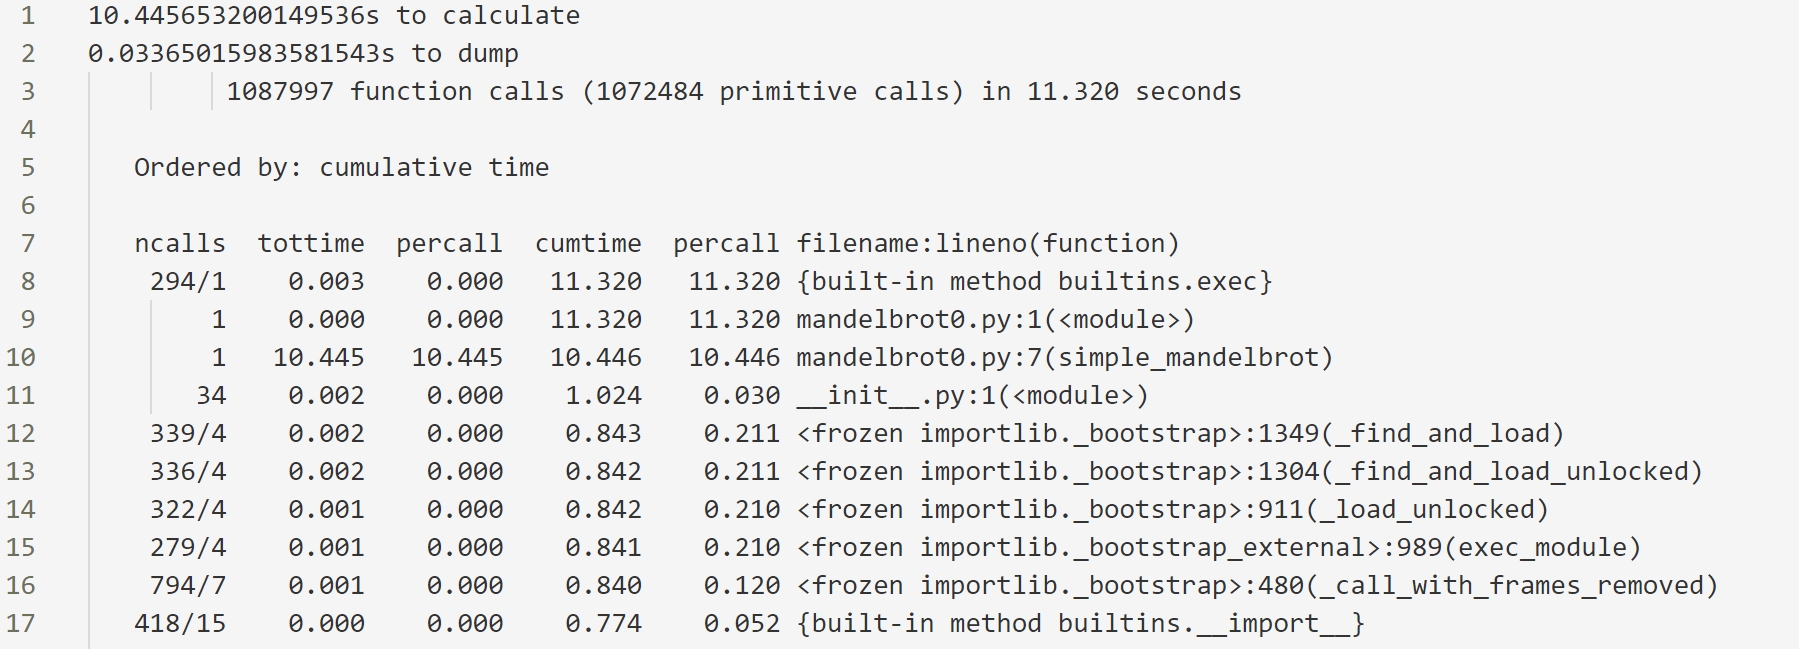 1 10.445653200149536s to calculate
2 0.03365015983581543s to dump
3 1087997 function calls (1072484 primitive calls) in 11.320 seconds
4
5 Ordered by: cumulative time
6
7 ncalls tottime percall cumtime percall filename:lineno(function)
8 294/1 0.003 0.000 11.320 11.320 {built-in method builtins.exec}
9 1 0.000 0.000 11.320 11.320 mandelbrot0.py:1(<module>)
10 1 10.445 10.445 10.446 10.446 mandelbrot0.py:7(simple_mandelbrot)
11 34 0.002 0.000 1.024 0.030 __init__.py:1(<module>)
12 339/4 0.002 0.000 0.843 0.211 <frozen importlib._bootstrap>:1349(_find_and_load)
13 336/4 0.002 0.000 0.842 0.211 <frozen importlib._bootstrap>:1304(_find_and_load_unlocked)
14 322/4 0.001 0.000 0.842 0.210 <frozen importlib._bootstrap>:911(_load_unlocked)
15 279/4 0.001 0.000 0.841 0.210 <frozen importlib._bootstrap_external>:989(exec_module)
16 794/7 0.001 0.000 0.840 0.120 <frozen importlib._bootstrap>:480(_call_with_frames_removed)
17 418/15 0.000 0.000 0.774 0.052 {built-in method builtins.__import__}